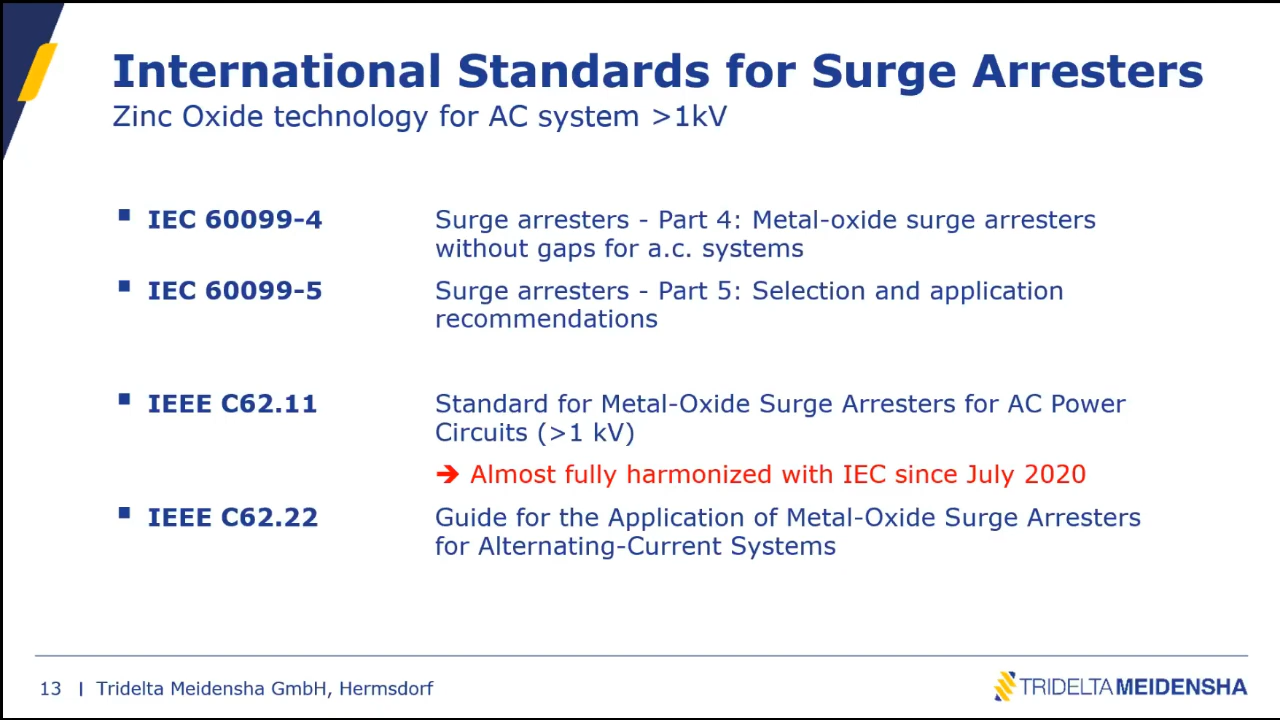 International Standards for Surge Arresters
Zinc Oxide technology for AC system >1kV
▪ IEC 60099-4 Surge arresters - Part 4: Metal-oxide surge arresters
without gaps for a.c. systems
▪ IEC 60099-5 Surge arresters - Part 5: Selection and application
recommendations
▪ IEEE C62.11 Standard for Metal-Oxide Surge Arresters for AC Power
Circuits (>1 kV)
➔ Almost fully harmonized with IEC since July 2020
▪ IEEE C62.22 Guide for the Application of Metal-Oxide Surge Arresters
for Alternating-Current Systems
13 | Tridelta Meidensha GmbH, Hermsdorf
TRIDELTAMEIDENSHA